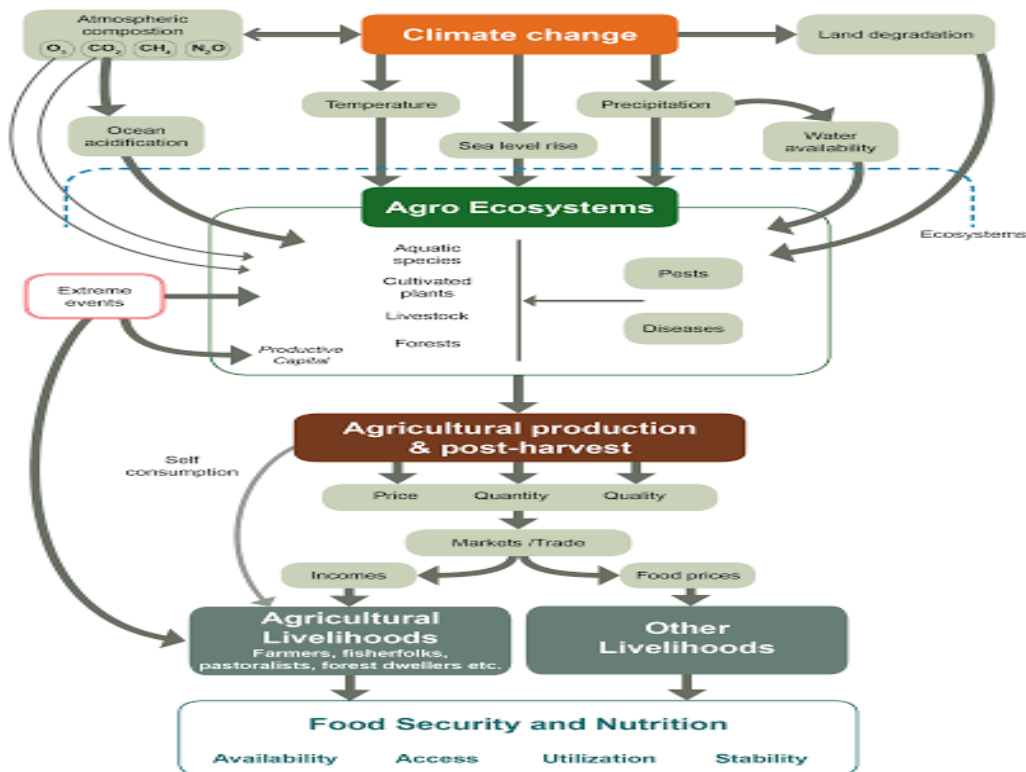 Atmospheric
compostion
O₃ CO₂ CH₄ N₂O
Climate change
Land degradation
Temperature
Precipitation
Ocean
acidification
Sea level rise
Water
availability
Agro Ecosystems
Ecosystems
Aquatic
species
Cultivated
plants
Livestock
Forests
Pests
Diseases
Extreme
events
Productive
Capital
Agricultural production
& post-harvest
Self
consumption
Price
Quantity
Quality
Markets /Trade
Incomes
Food prices
Agricultural
Livelihoods
Farmers, fisherfolks,
pastoralists, forest dwellers etc.
Other
Livelihoods
Food Security and Nutrition
Availability
Access
Utilization
Stability